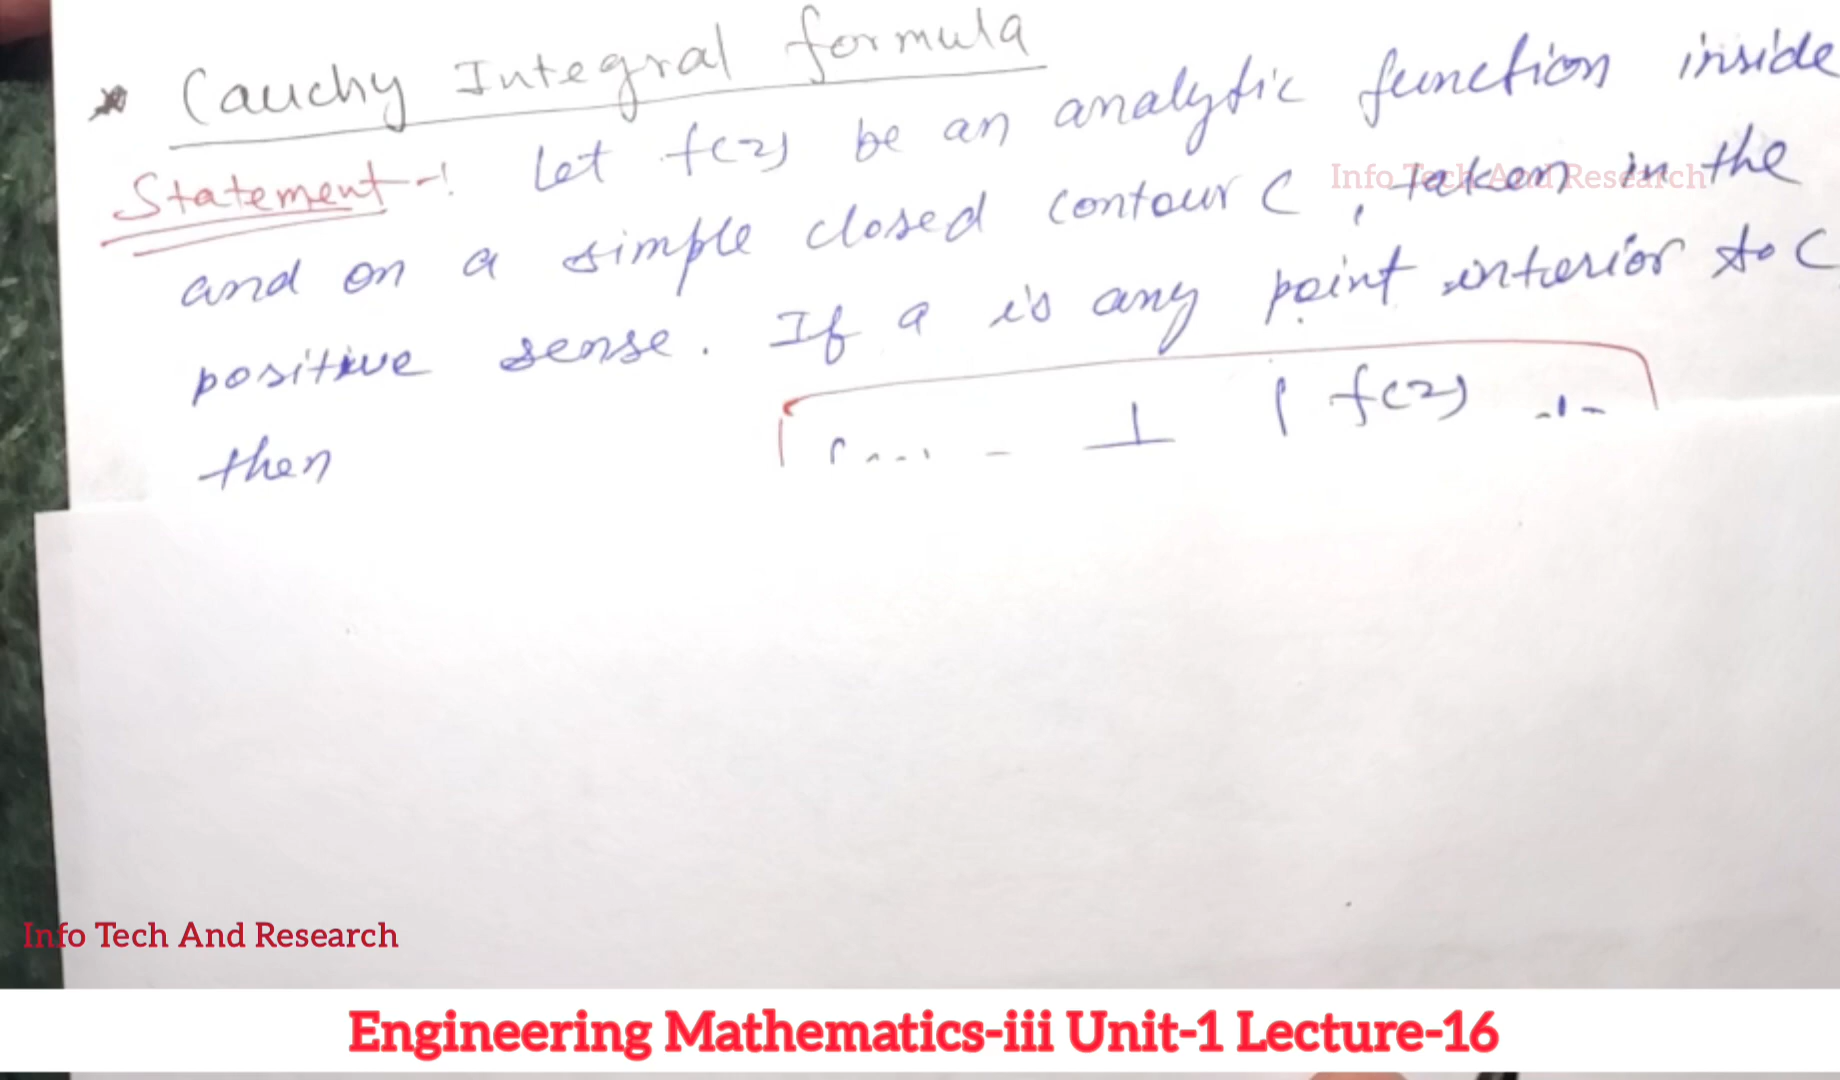 Cauchy Integral formula
Statement-: Let f(z) be an analytic function inside
and on a simple closed contour C, taken in the
positive sense. If a is any point interior to C
then
1 f(z)
Info Tech And Research
Info Tech And Research
Engineering Mathematics-iii Unit-1 Lecture-16